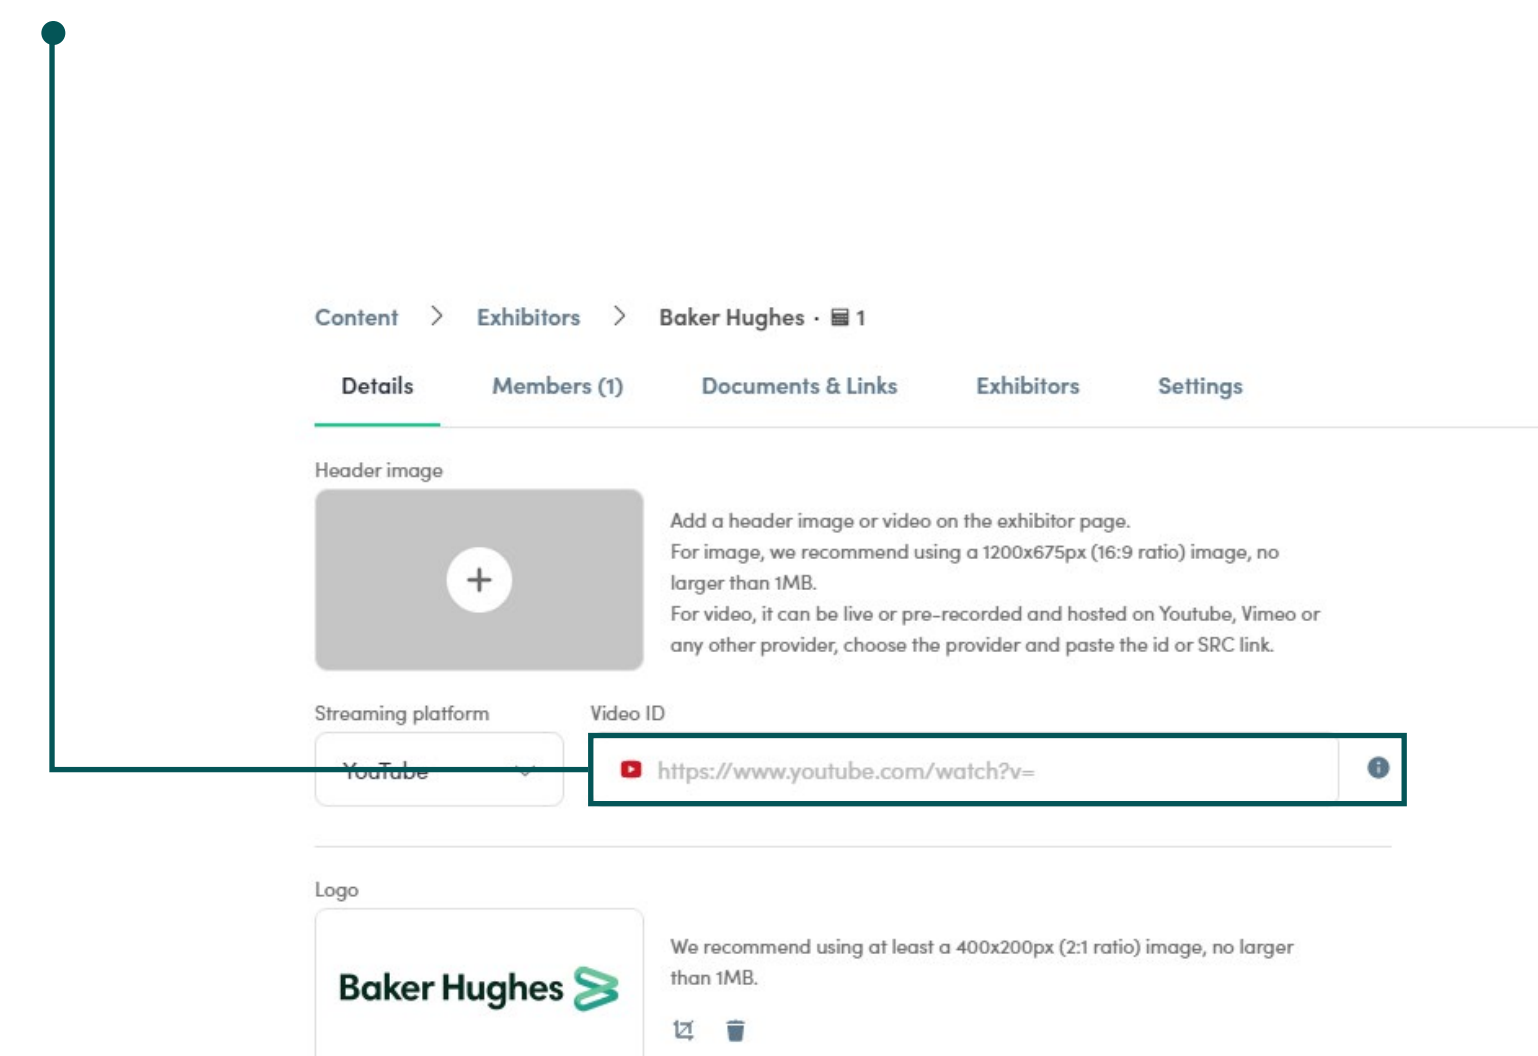 Content > Exhibitors > Baker Hughes · 1
Details Members (1) Documents & Links Exhibitors Settings
Header image
Add a header image or video on the exhibitor page.
For image, we recommend using a 1200x675px (16:9 ratio) image, no
larger than 1MB.
For video, it can be live or pre-recorded and hosted on Youtube, Vimeo or
any other provider, choose the provider and paste the id or SRC link.
Streaming platform Video ID
YouTube https://www.youtube.com/watch?v=
Logo
We recommend using at least a 400x200px (2:1 ratio) image, no larger
than 1MB.
Baker Hughes